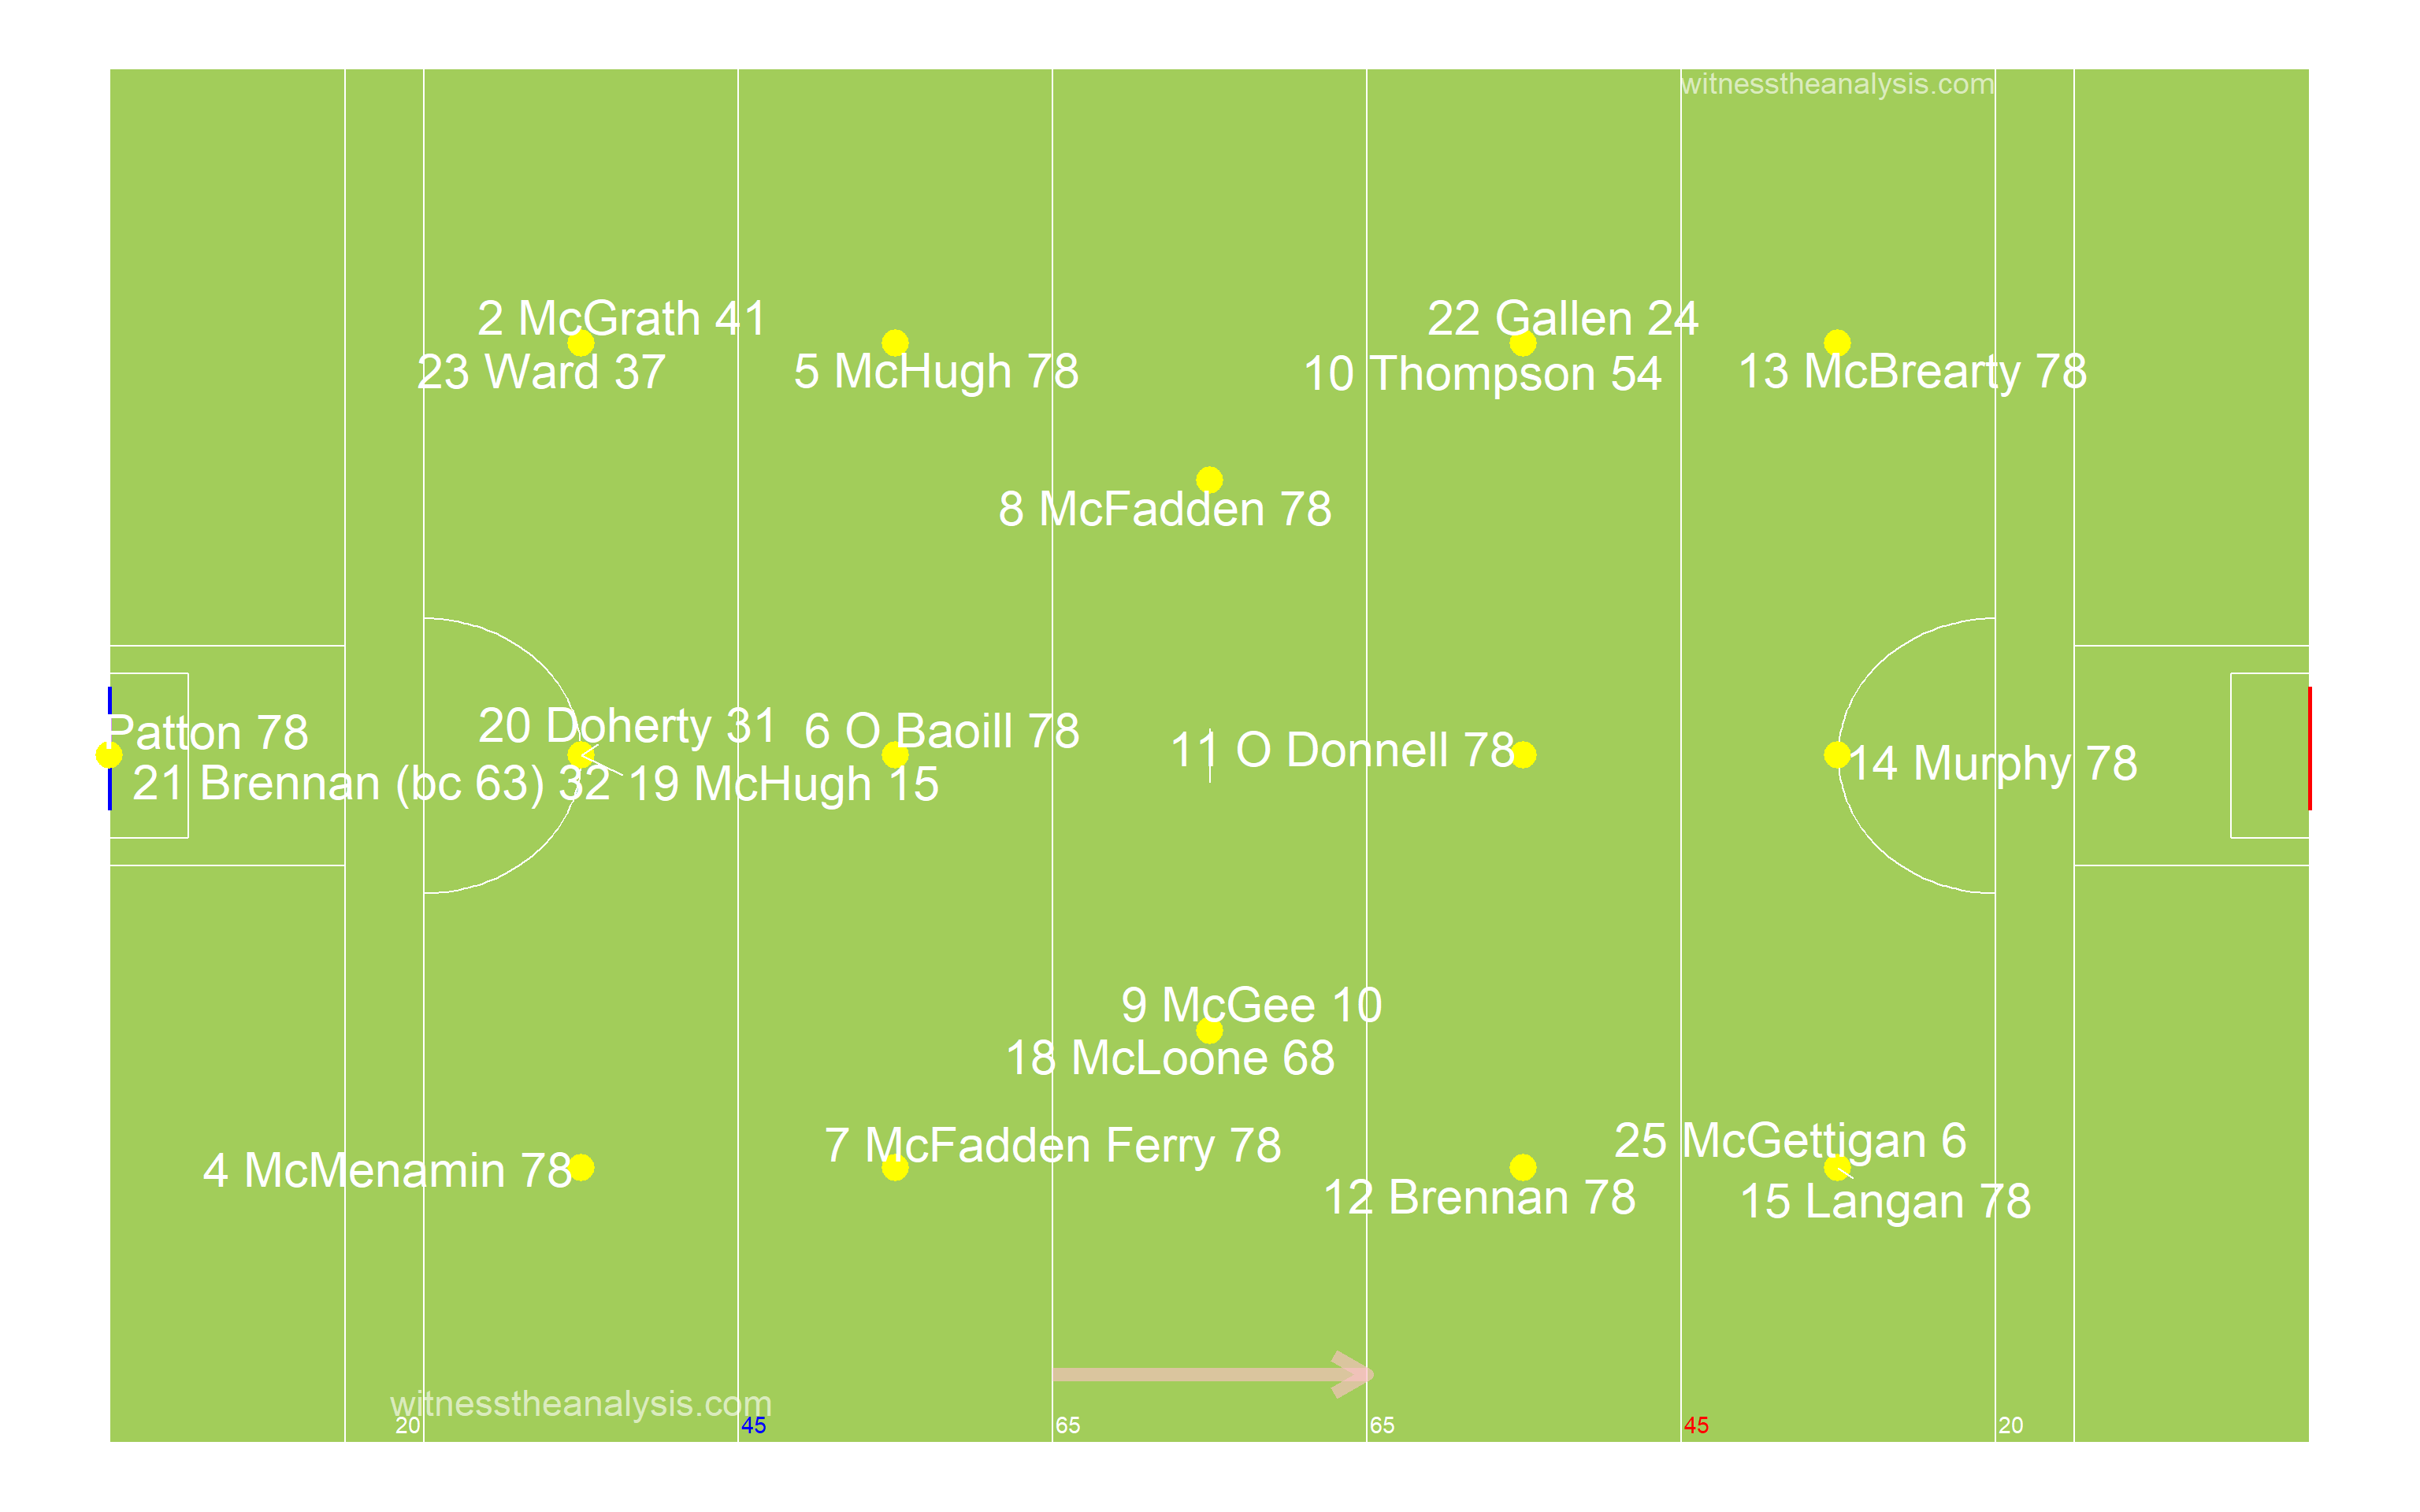 witnesstheanalysis.com
2 McGrath 41
22 Gallen 24
23 Ward 37
5 McHugh 78
10 Thompson 54
13 McBrearty 78
8 McFadden 78
Patton 78
20 Doherty 31
6 O Baoill 78
11 O Donnell 78
14 Murphy 78
21 Brennan (bc 63) 32
19 McHugh 15
9 McGee 10
18 McLoone 68
4 McMenamin 78
7 McFadden Ferry 78
25 McGettigan 6
12 Brennan 78
15 Langan 78
witnesstheanalysis.com
20
45
65
65
45
20